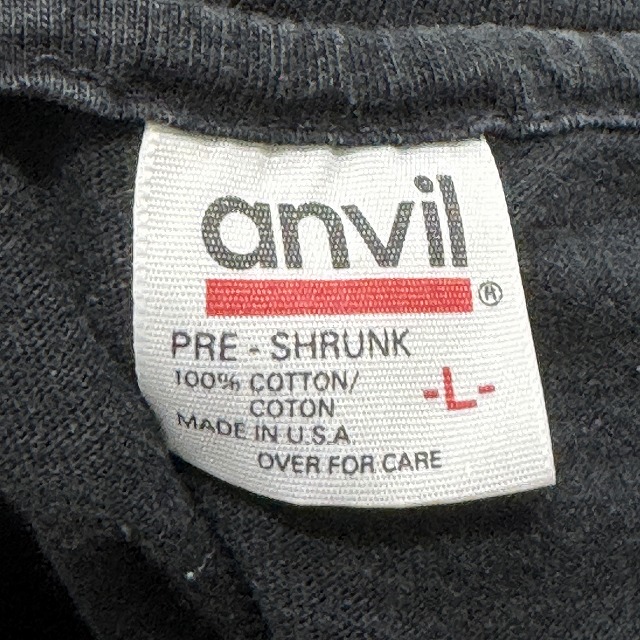 anvil®
PRE - SHRUNK
100% COTTON/
COTON
-L-
MADE IN U.S.A.
OVER FOR CARE